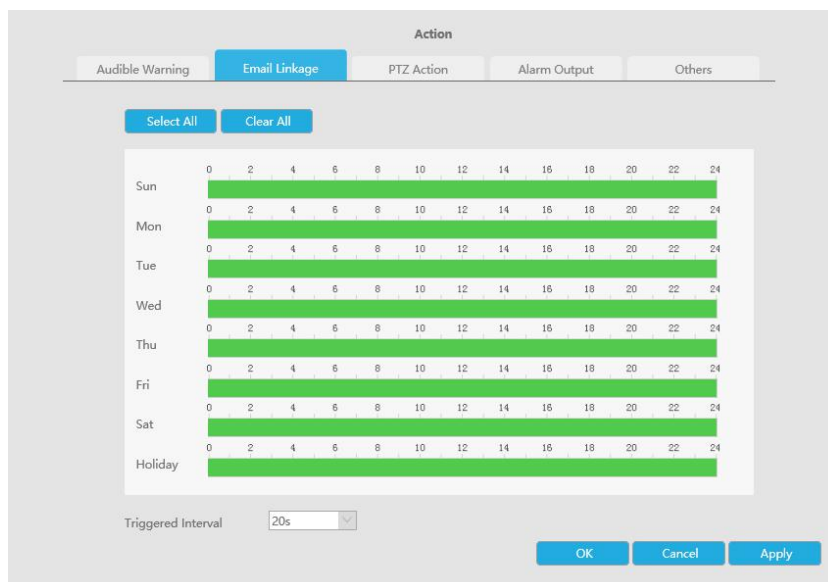 Action
Audible Warning Email Linkage PTZ Action Alarm Output Others
Select All Clear All
0 2 4 6 8 10 12 14 16 18 20 22 24
Sun
0 2 4 6 8 10 12 14 16 18 20 22 24
Mon
0 2 4 6 8 10 12 14 16 18 20 22 24
Tue
0 2 4 6 8 10 12 14 16 18 20 22 24
Wed
0 2 4 6 8 10 12 14 16 18 20 22 24
Thu
0 2 4 6 8 10 12 14 16 18 20 22 24
Fri
0 2 4 6 8 10 12 14 16 18 20 22 24
Sat
0 2 4 6 8 10 12 14 16 18 20 22 24
Holiday
Triggered Interval 20s
OK Cancel Apply